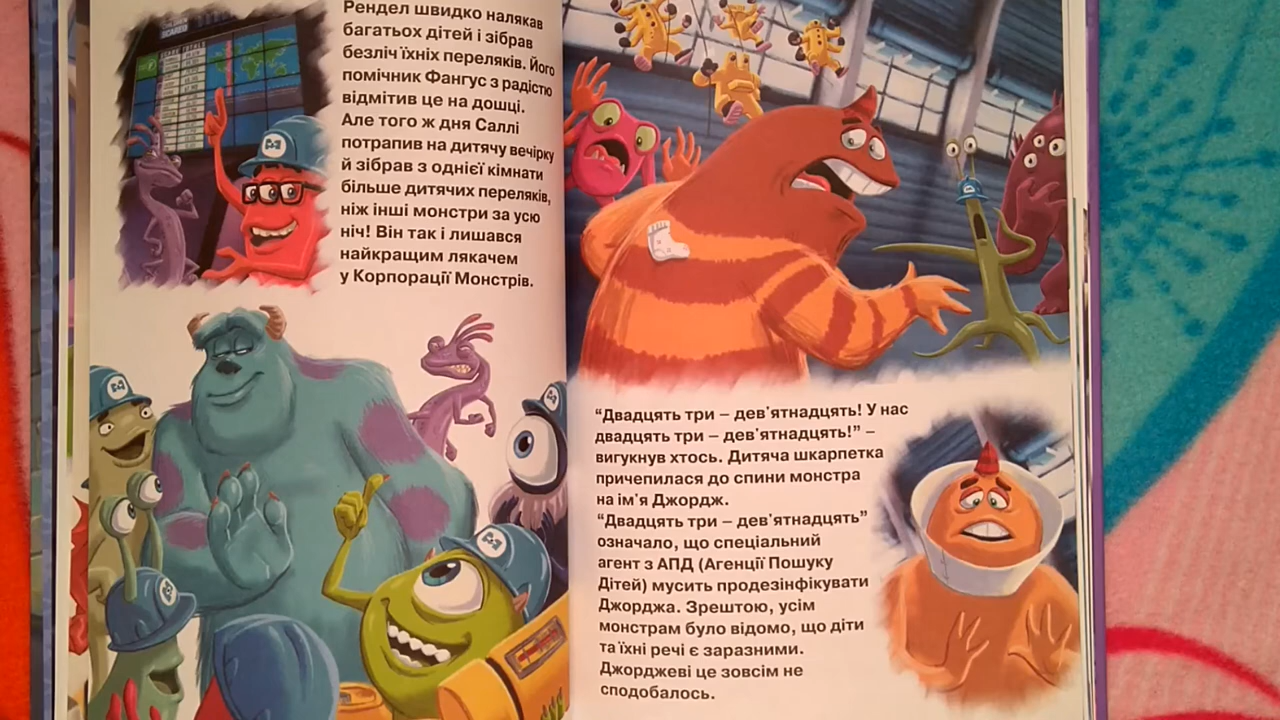 SCARED
SCARE TOTALS
Рендел швидко налякав
багатьох дітей і зібрав
безліч їхніх переляків. Його
помічник Фангус з радістю
відмітив це на дошці.
Але того ж дня Саллі
потрапив на дитячу вечірку
й зібрав з однієї кімнати
більше дитячих переляків,
ніж інші монстри за усю
ніч! Він так і лишався
найкращим лякачем
у Корпорації Монстрів.
“Двадцять три – дев'ятнадцять! У нас
двадцять три – дев'ятнадцять!” –
вигукнув хтось. Дитяча шкарпетка
причепилася до спини монстра
на ім'я Джордж.
“Двадцять три – дев'ятнадцять”
означало, що спеціальний
агент з АПД (Агенції Пошуку
Дітей) мусить продезінфікувати
Джорджа. Зрештою, усім
монстрам було відомо, що діти
та їхні речі є заразними.
Джорджеві це зовсім не
сподобалось.